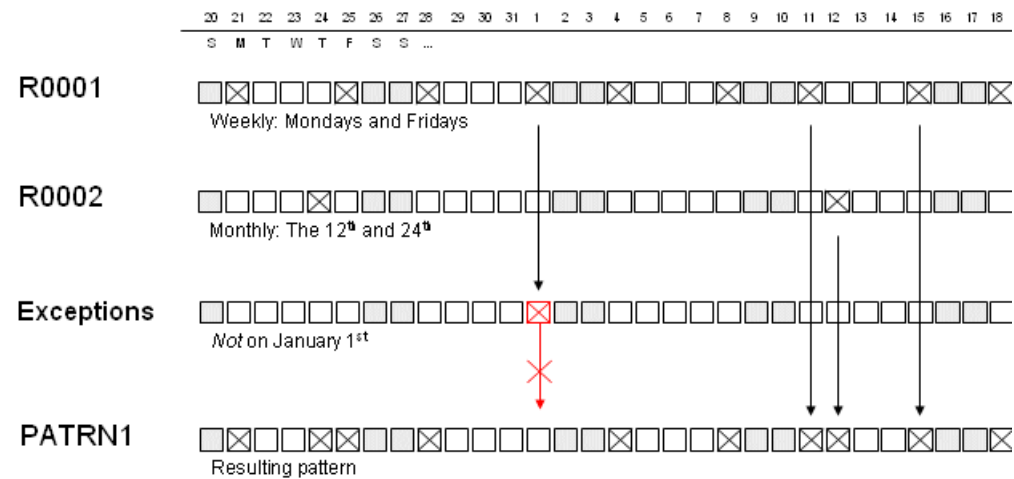 20 21 22 23 24 25 26 27 28 29 30 31 1 2 3 4 5 6 7 8 9 10 11 12 13 14 15 16 17 18
S M T W T F S S ...
R0001
Weekly: Mondays and Fridays
R0002
Monthly: The 12th and 24th
Exceptions
Not on January 1st
PATRN1
Resulting pattern